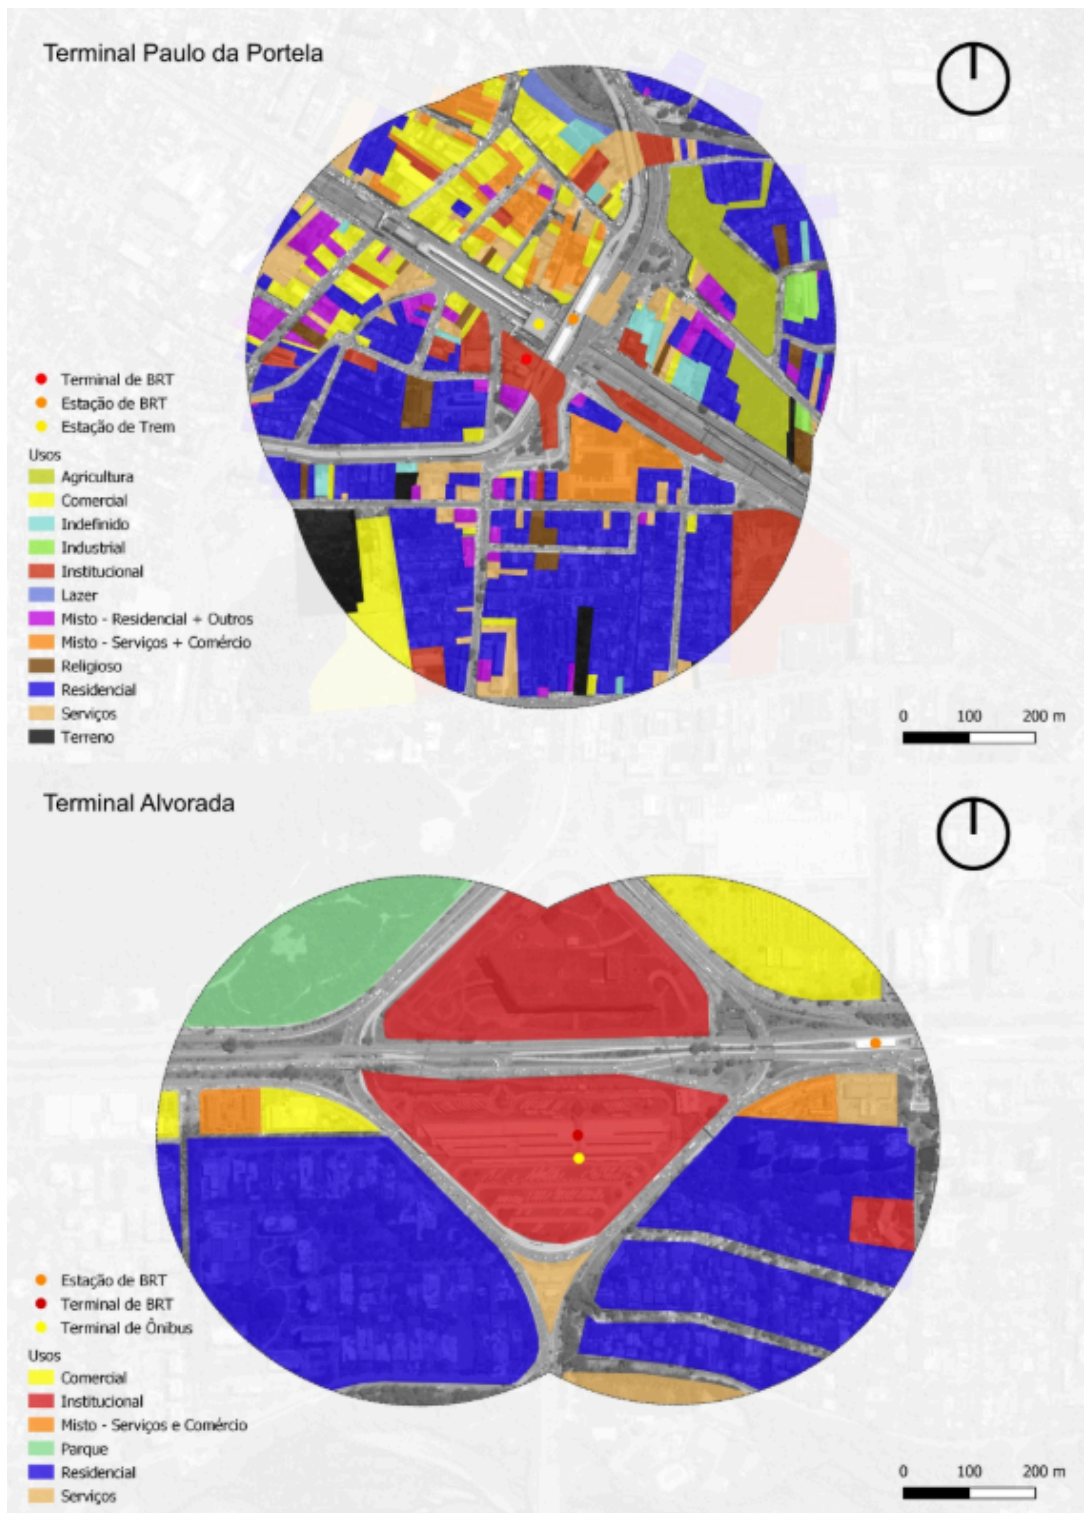 Terminal Paulo da Portela
Terminal de BRT
Estação de BRT
Estação de Trem
Usos
Agricultura
Comercial
Indefinido
Industrial
Institucional
Lazer
Misto - Residencial + Outros
Misto - Serviços + Comércio
Religioso
Residencial
Serviços
Terreno
0 100 200 m
Terminal Alvorada
Estação de BRT
Terminal de BRT
Terminal de Ônibus
Usos
Comercial
Institucional
Misto - Serviços e Comércio
Parque
Residencial
Serviços
0 100 200 m